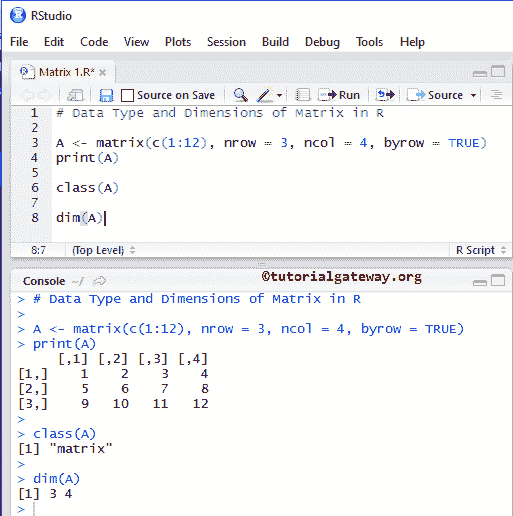 RStudio
File Edit Code View Plots Session Build Debug Tools Help
Matrix 1.R*
Source on Save Run Source
1 # Data Type and Dimensions of Matrix in R
2
3 A <- matrix(c(1:12), nrow = 3, ncol = 4, byrow = TRUE)
4 print(A)
5
6 class(A)
7
8 dim(A)
8:7 (Top Level) R Script
©tutorialgateway.org
Console ~/
> # Data Type and Dimensions of Matrix in R
>
> A <- matrix(c(1:12), nrow = 3, ncol = 4, byrow = TRUE)
> print(A)
     [,1] [,2] [,3] [,4]
[1,]    1    2    3    4
[2,]    5    6    7    8
[3,]    9   10   11   12
>
> class(A)
[1] "matrix"
>
> dim(A)
[1] 3 4
>